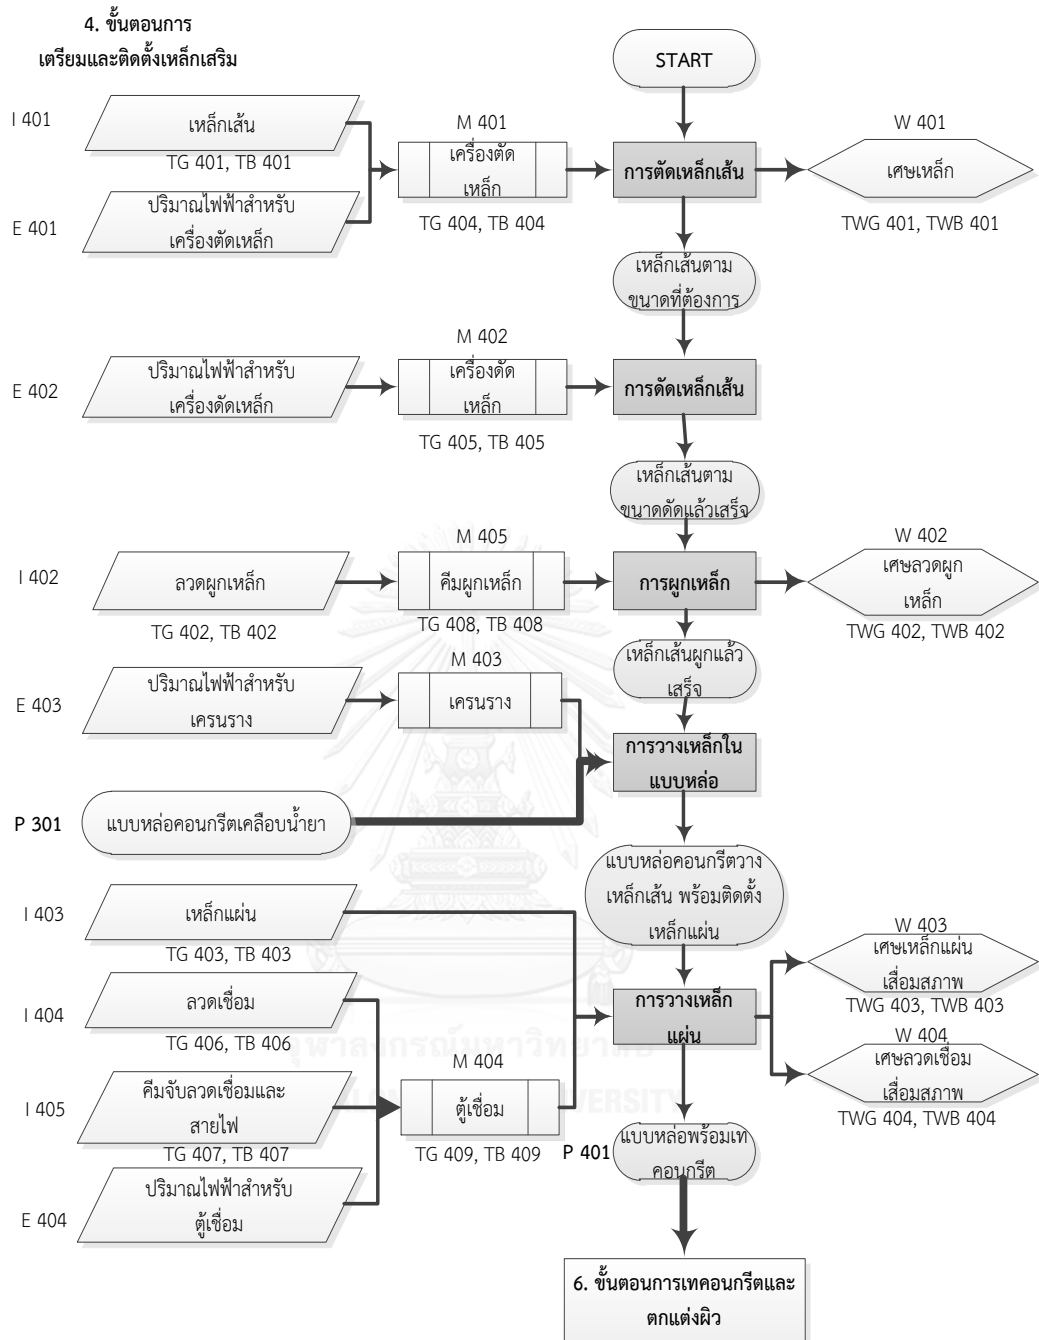 4. ขั้นตอนการ
เตรียมและติดตั้งเหล็กเสริม
START
I 401
เหล็กเส้น
TG 401, TB 401
M 401
เครื่องตัด
เหล็ก
TG 404, TB 404
การตัดเหล็กเส้น
W 401
เศษเหล็ก
TWG 401, TWB 401
E 401
ปริมาณไฟฟ้าสำหรับ
เครื่องตัดเหล็ก
เหล็กเส้นตาม
ขนาดที่ต้องการ
E 402
ปริมาณไฟฟ้าสำหรับ
เครื่องดัดเหล็ก
M 402
เครื่องดัด
เหล็ก
TG 405, TB 405
การดัดเหล็กเส้น
เหล็กเส้นตาม
ขนาดดัดแล้วเสร็จ
I 402
ลวดผูกเหล็ก
TG 402, TB 402
M 405
คีมผูกเหล็ก
TG 408, TB 408
การผูกเหล็ก
W 402
เศษลวดผูก
เหล็ก
TWG 402, TWB 402
เหล็กเส้นผูกแล้ว
เสร็จ
E 403
ปริมาณไฟฟ้าสำหรับ
เครนราง
M 403
เครนราง
การวางเหล็กใน
แบบหล่อ
P 301
แบบหล่อคอนกรีตเคลือบน้ำยา
แบบหล่อคอนกรีตวาง
เหล็กเส้น พร้อมติดตั้ง
เหล็กแผ่น
I 403
เหล็กแผ่น
TG 403, TB 403
I 404
ลวดเชื่อม
TG 406, TB 406
การวางเหล็ก
แผ่น
W 403
เศษเหล็กแผ่น
เสื่อมสภาพ
TWG 403, TWB 403
W 404
เศษลวดเชื่อม
เสื่อมสภาพ
TWG 404, TWB 404
จุฬาลงกรณ์มหาวิทยาลัย
I 405
คีมจับลวดเชื่อมและ
สายไฟ
TG 407, TB 407
M 404
ตู้เชื่อม
UNIVERSITY
TG 409, TB 409
P 401
แบบหล่อพร้อมเท
คอนกรีต
E 404
ปริมาณไฟฟ้าสำหรับ
ตู้เชื่อม
6. ขั้นตอนการเทคอนกรีตและ
ตกแต่งผิว